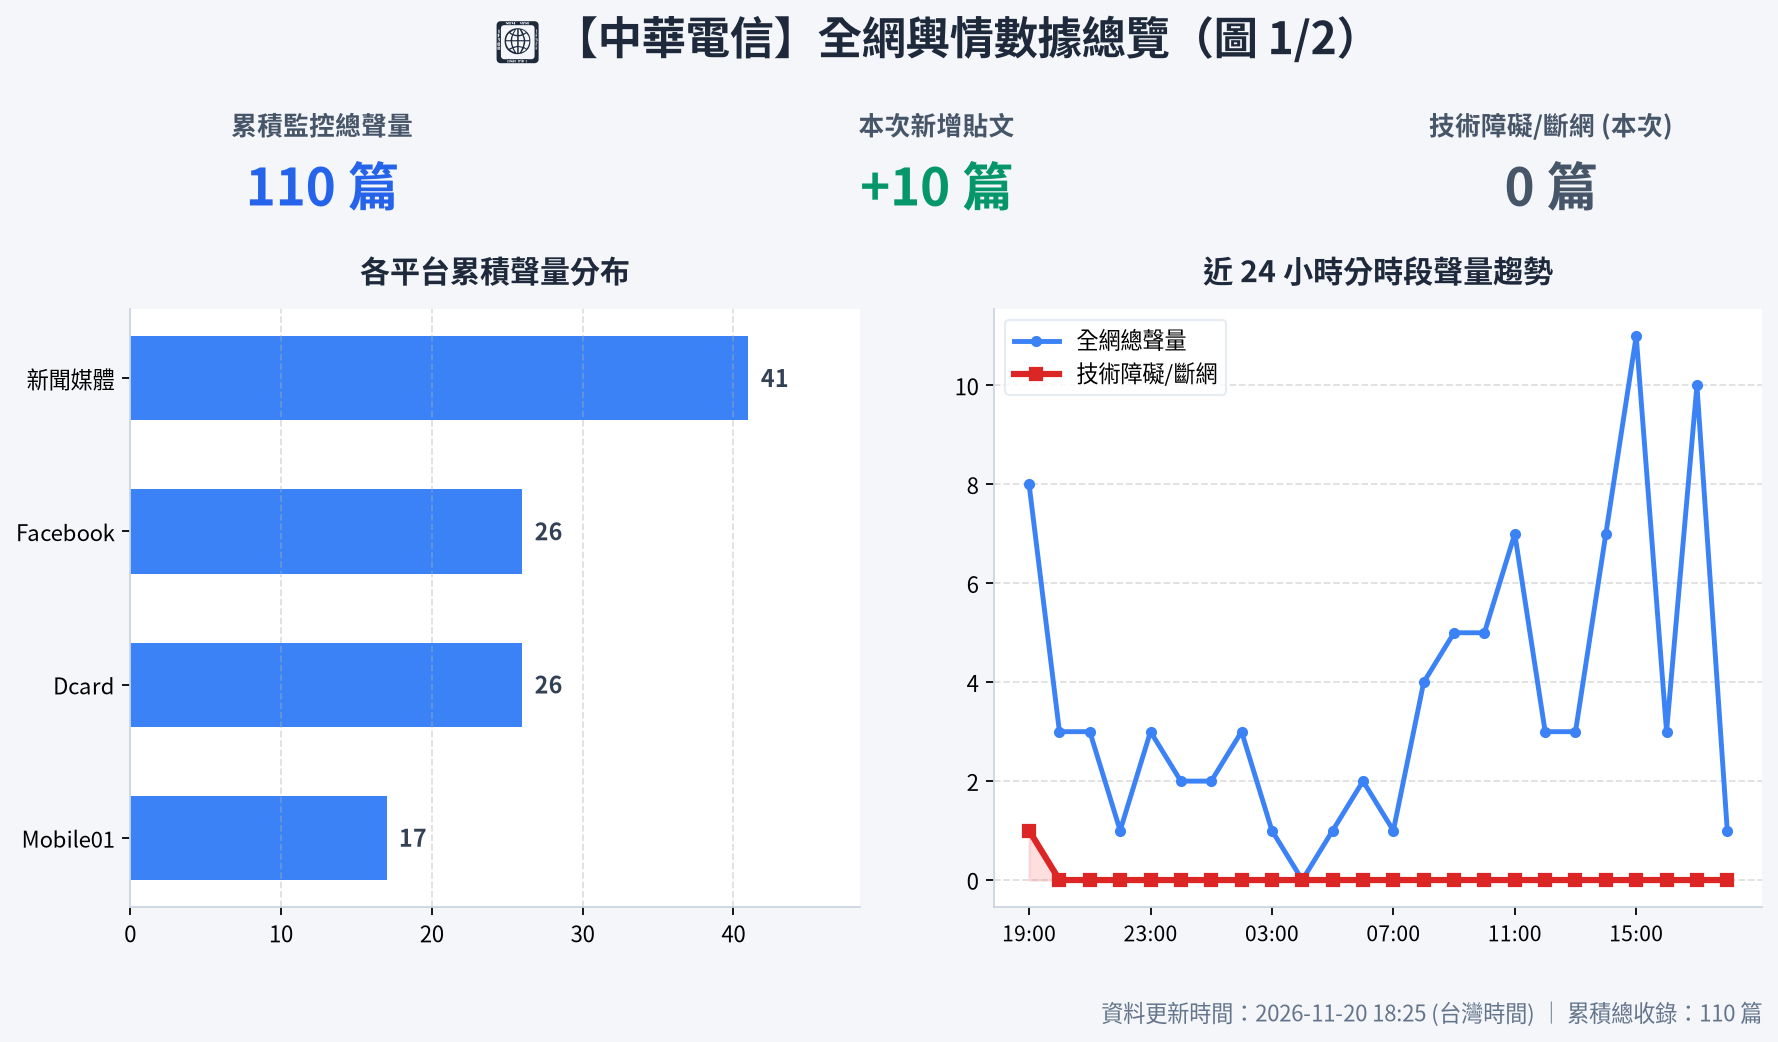 【中華電信】全網輿情數據總覽（圖 1/2）
累積監控總聲量
110 篇
本次新增貼文
+10 篇
技術障礙/斷網 (本次)
0 篇
各平台累積聲量分布
新聞媒體
41
Facebook
26
Dcard
26
Mobile01
17
0 10 20 30 40
近 24 小時分時段聲量趨勢
全網總聲量
技術障礙/斷網
10
8
6
4
2
0
19:00 23:00 03:00 07:00 11:00 15:00
資料更新時間：2026-11-20 18:25 (台灣時間) ｜ 累積總收錄：110 篇